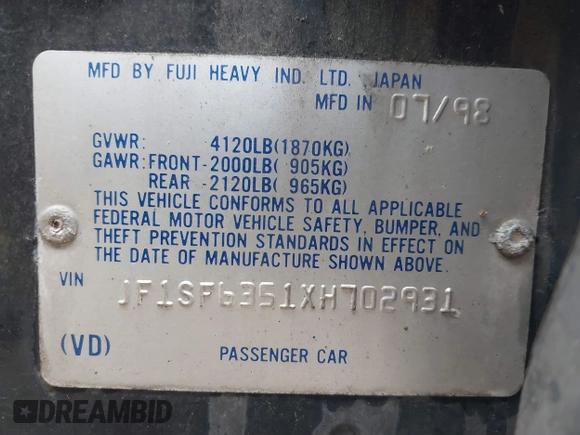 MFD BY FUJI HEAVY IND. LTD. JAPAN
MFD IN 07/98
GVWR: 4120LB(1870KG)
GAWR:FRONT-2000LB( 905KG)
REAR -2120LB( 965KG)
THIS VEHICLE CONFORMS TO ALL APPLICABLE
FEDERAL MOTOR VEHICLE SAFETY, BUMPER, AND
THEFT PREVENTION STANDARDS IN EFFECT ON
THE DATE OF MANUFACTURE SHOWN ABOVE.
VIN JF1SF6351XH702931
(VD) PASSENGER CAR
DREAMBID